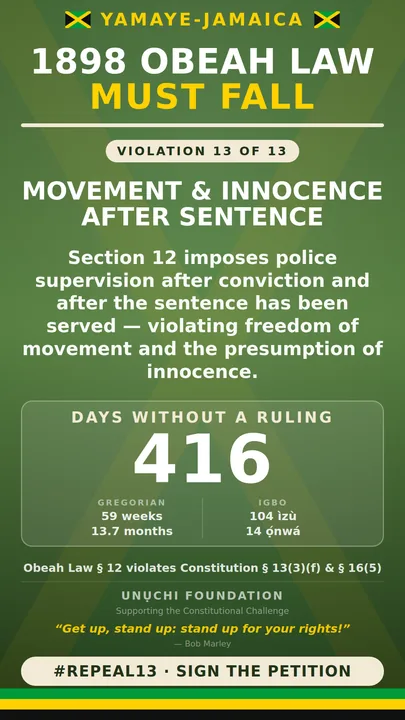 YAMAYE-JAMAICA
1898 OBEAH LAW
MUST FALL
VIOLATION 13 OF 13
MOVEMENT & INNOCENCE
AFTER SENTENCE
Section 12 imposes police
supervision after conviction and
after the sentence has been
served — violating freedom of
movement and the presumption of
innocence.
DAYS WITHOUT A RULING
416
GREGORIAN
59 weeks
13.7 months
IGBO
104 ìzù
14 ọ́nwá
Obeah Law § 12 violates Constitution § 13(3)(f) & § 16(5)
UNỤCHI FOUNDATION
Supporting the Constitutional Challenge
“Get up, stand up: stand up for your rights!”
— Bob Marley
#REPEAL13 · SIGN THE PETITION